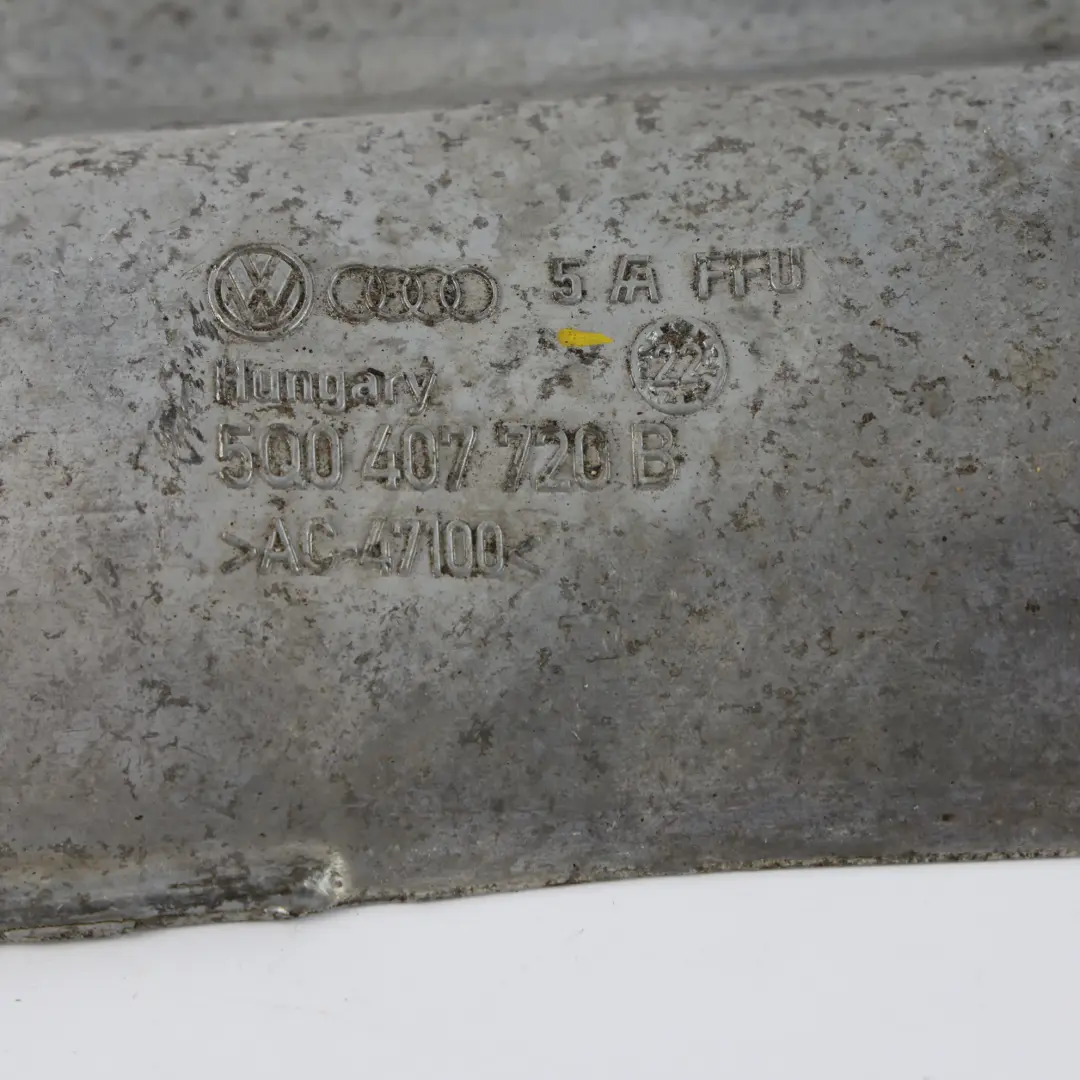 5 A FFU
22
Hungary
5Q0 407 720 B
>AC-47100<